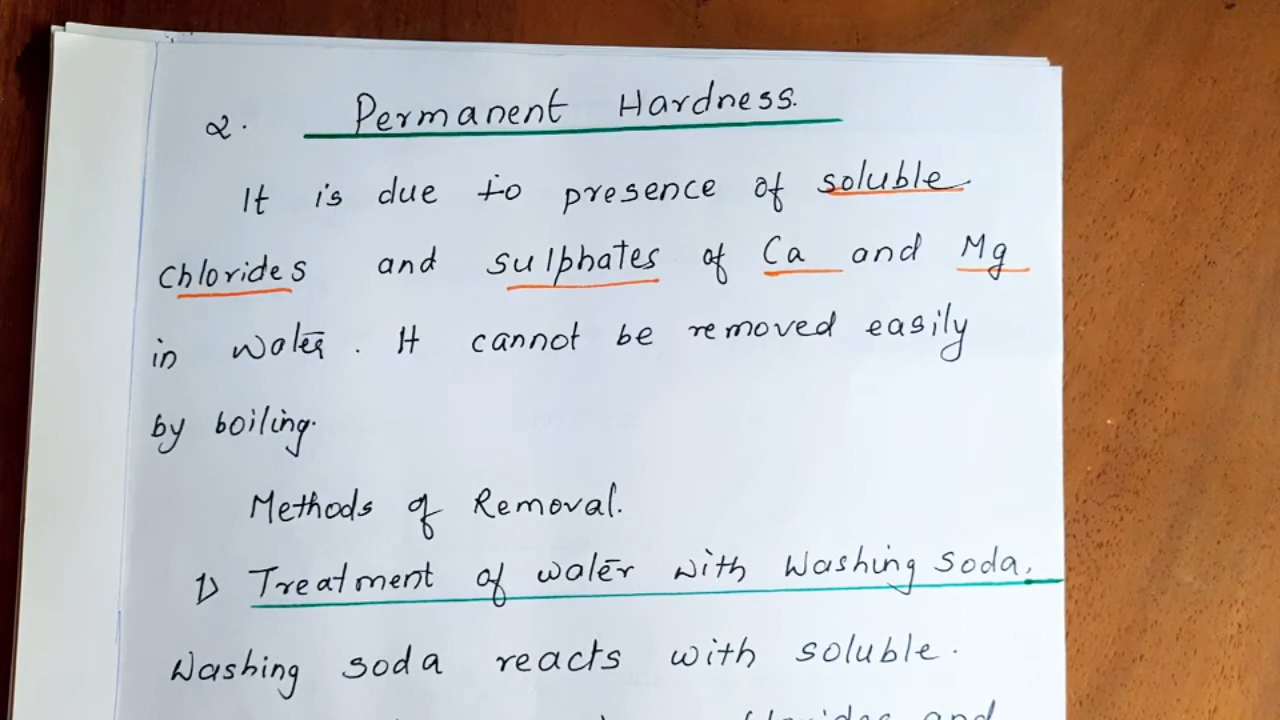 2. Permanent Hardness.
It is due to presence of soluble
chlorides and sulphates of Ca and Mg
in water. It cannot be removed easily
by boiling.
Methods of Removal.
1) Treatment of water with Washing Soda.
Washing soda reacts with soluble.
and